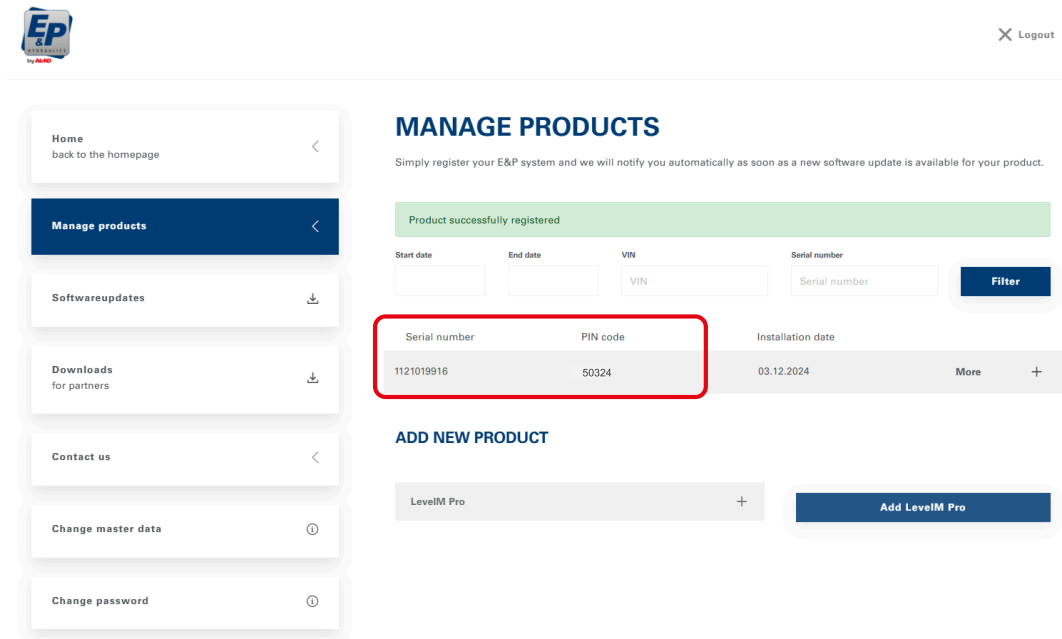 E&P
HYDRAULICS
by AL-KO
Logout
Home
back to the homepage
Manage products
Softwareupdates
Downloads
for partners
Contact us
Change master data
Change password
MANAGE PRODUCTS
Simply register your E&P system and we will notify you automatically as soon as a new software update is available for your product.
Product successfully registered
Start date End date VIN Serial number
VIN Serial number Filter
Serial number PIN code Installation date
1121019916 50324 03.12.2024 More +
ADD NEW PRODUCT
LevelM Pro + Add LevelM Pro